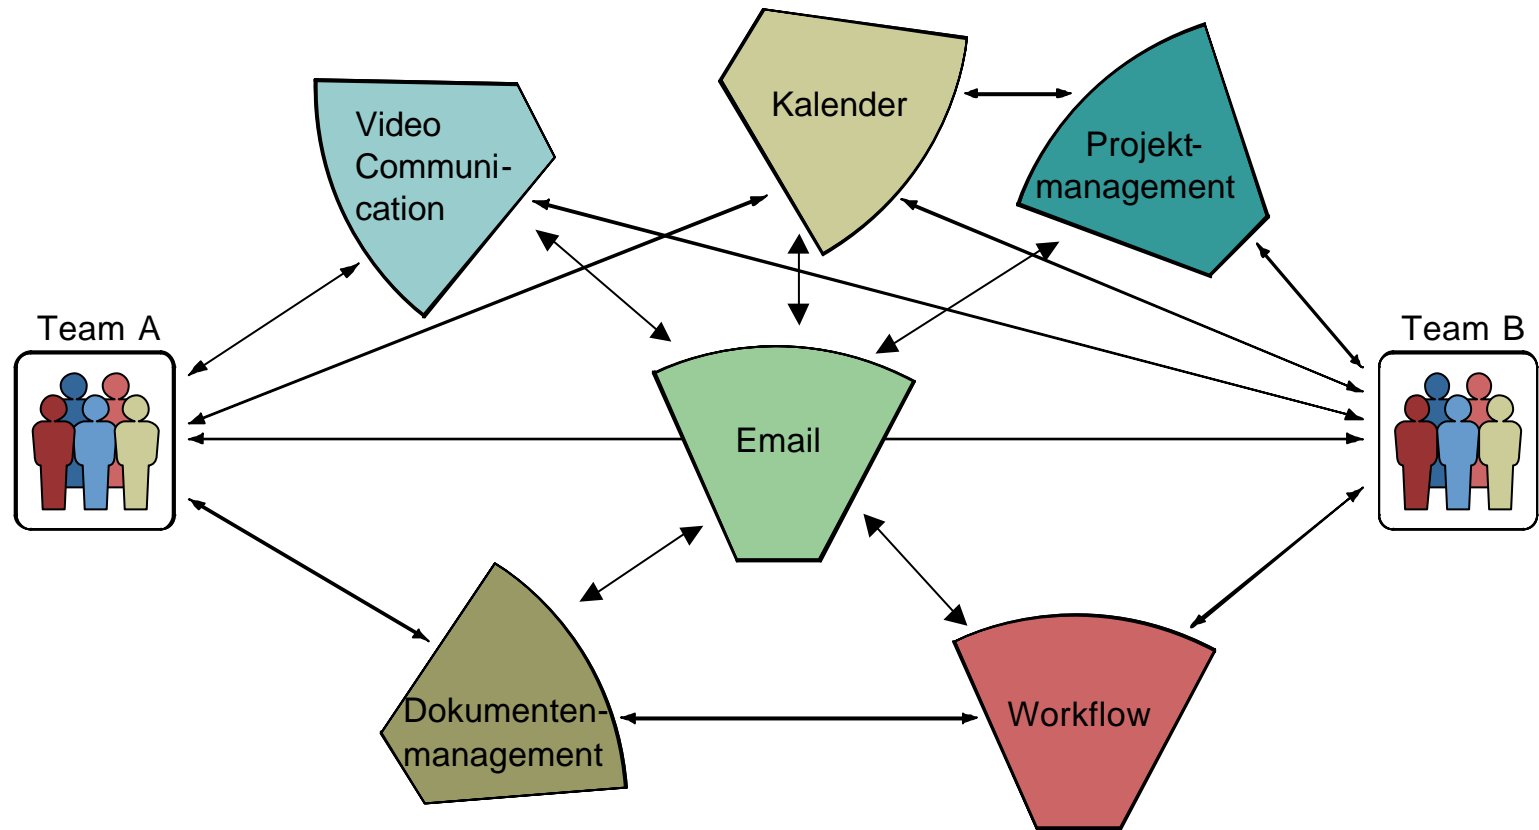 Kalender
Video
Communi-
cation
Projekt-
management
Team A
Team B
Email
Dokumenten-
management
Workflow